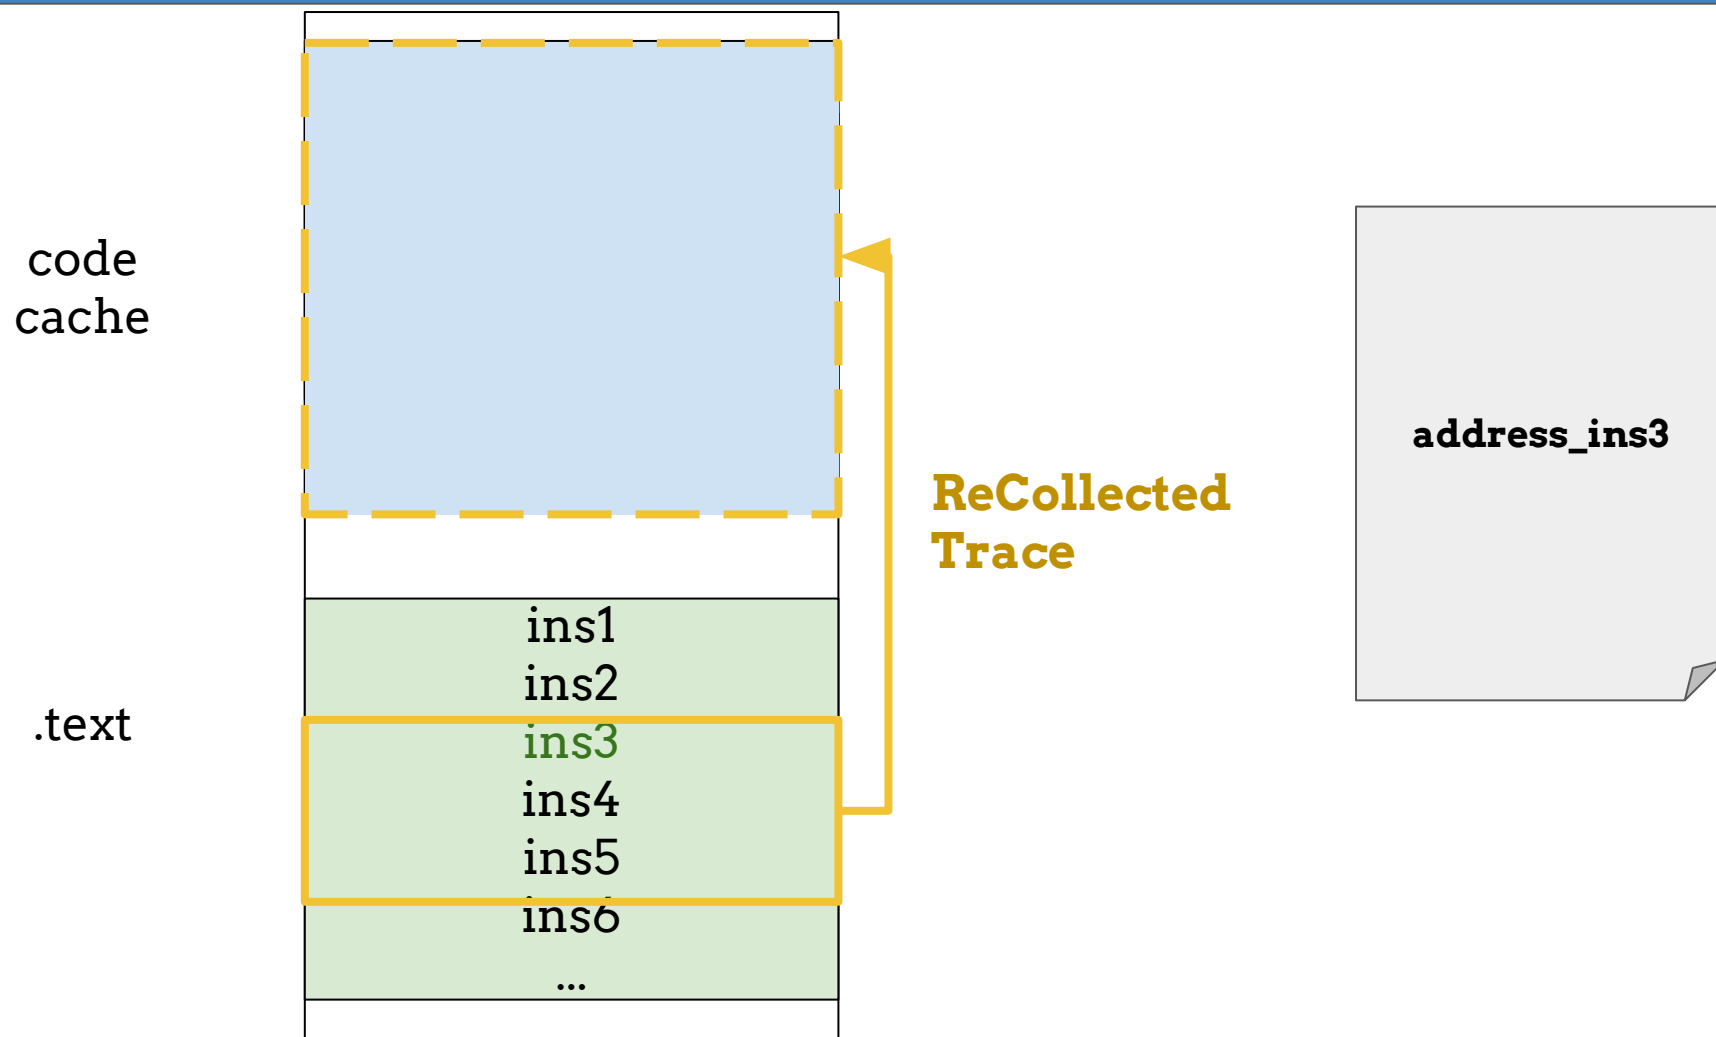 code
cache
ReCollected
Trace
address_ins3
.text
ins1
ins2
ins3
ins4
ins5
ins6
...